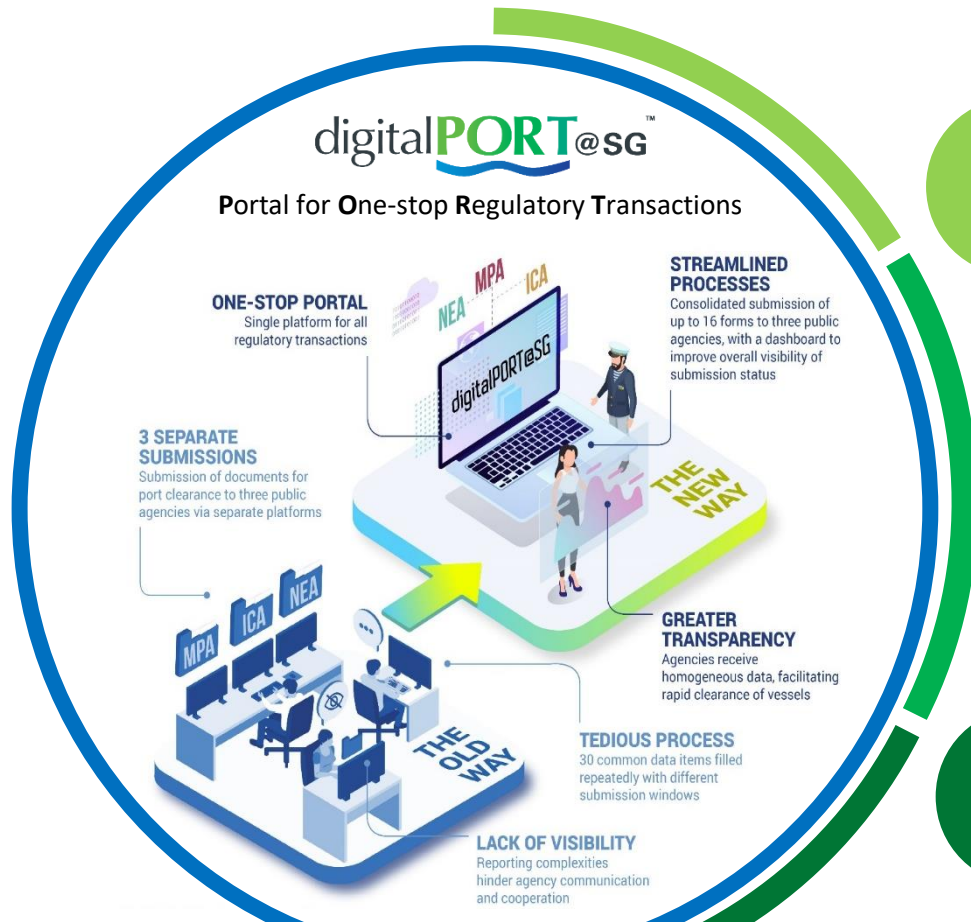 digitalPORT@SG™
Portal for One-stop Regulatory Transactions
ONE-STOP PORTAL
Single platform for all
regulatory transactions
NEA
MPA
ICA
STREAMLINED
PROCESSES
Consolidated submission of
up to 16 forms to three public
agencies, with a dashboard to
improve overall visibility of
submission status
digitalPORT@SG
3 SEPARATE
SUBMISSIONS
Submission of documents for
port clearance to three public
agencies via separate platforms
THE
NEW
WAY
MPA
ICA
NEA
GREATER
TRANSPARENCY
Agencies receive
homogeneous data, facilitating
rapid clearance of vessels
THE
OLD
WAY
TEDIOUS PROCESS
30 common data items filled
repeatedly with different
submission windows
LACK OF VISIBILITY
Reporting complexities
hinder agency communication
and cooperation